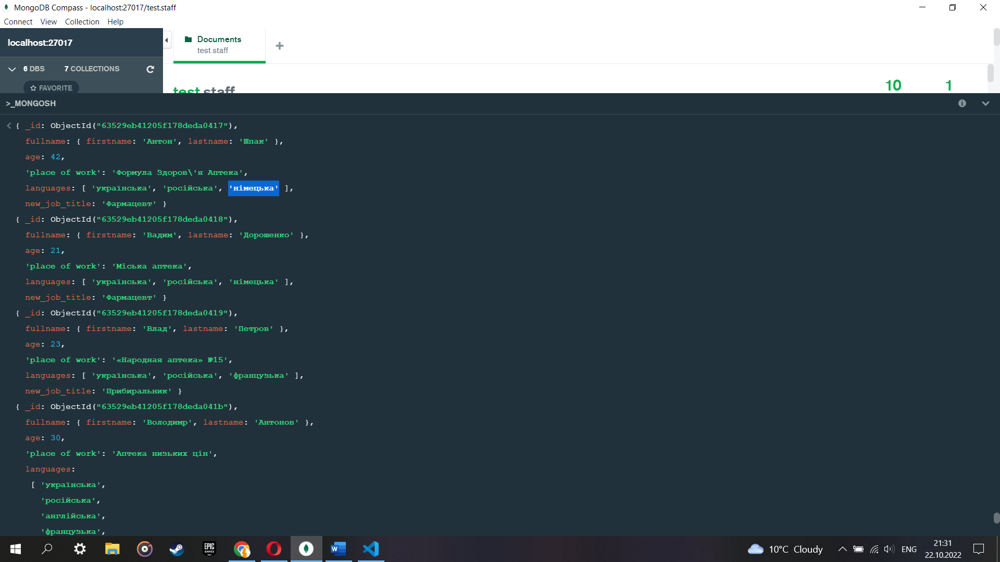 MongoDB Compass - localhost:27017/test.staff
Connect View Collection Help
localhost:27017
6 DBS 7 COLLECTIONS
FAVORITE
Documents
test.staff
test.staff
10 1
>_MONGOSH
{ _id: ObjectId("63529eb41205f178deda0417"),
fullname: { firstname: 'Антон', lastname: 'Шпак' },
age: 42,
'place of work': 'Формула Здоров\'я Аптека',
languages: [ 'українська', 'російська', 'німецька' ],
new_job_title: 'Фармацевт' }
{ _id: ObjectId("63529eb41205f178deda0418"),
fullname: { firstname: 'Вадим', lastname: 'Дорошенко' },
age: 21,
'place of work': 'Міська аптека',
languages: [ 'українська', 'російська', 'німецька' ],
new_job_title: 'Фармацевт' }
{ _id: ObjectId("63529eb41205f178deda0419"),
fullname: { firstname: 'Влад', lastname: 'Петров' },
age: 23,
'place of work': '«Народная аптека» №15',
languages: [ 'українська', 'російська', 'французька' ],
new_job_title: 'Прибиральник' }
{ _id: ObjectId("63529eb41205f178deda041b"),
fullname: { firstname: 'Володимр', lastname: 'Антонов' },
age: 30,
'place of work': 'Аптека низьких цін',
languages:
[ 'українська',
'російська',
'англійська',
'французька',
EPIC GAMES
W
10°C Cloudy
ENG
21:31
22.10.2022